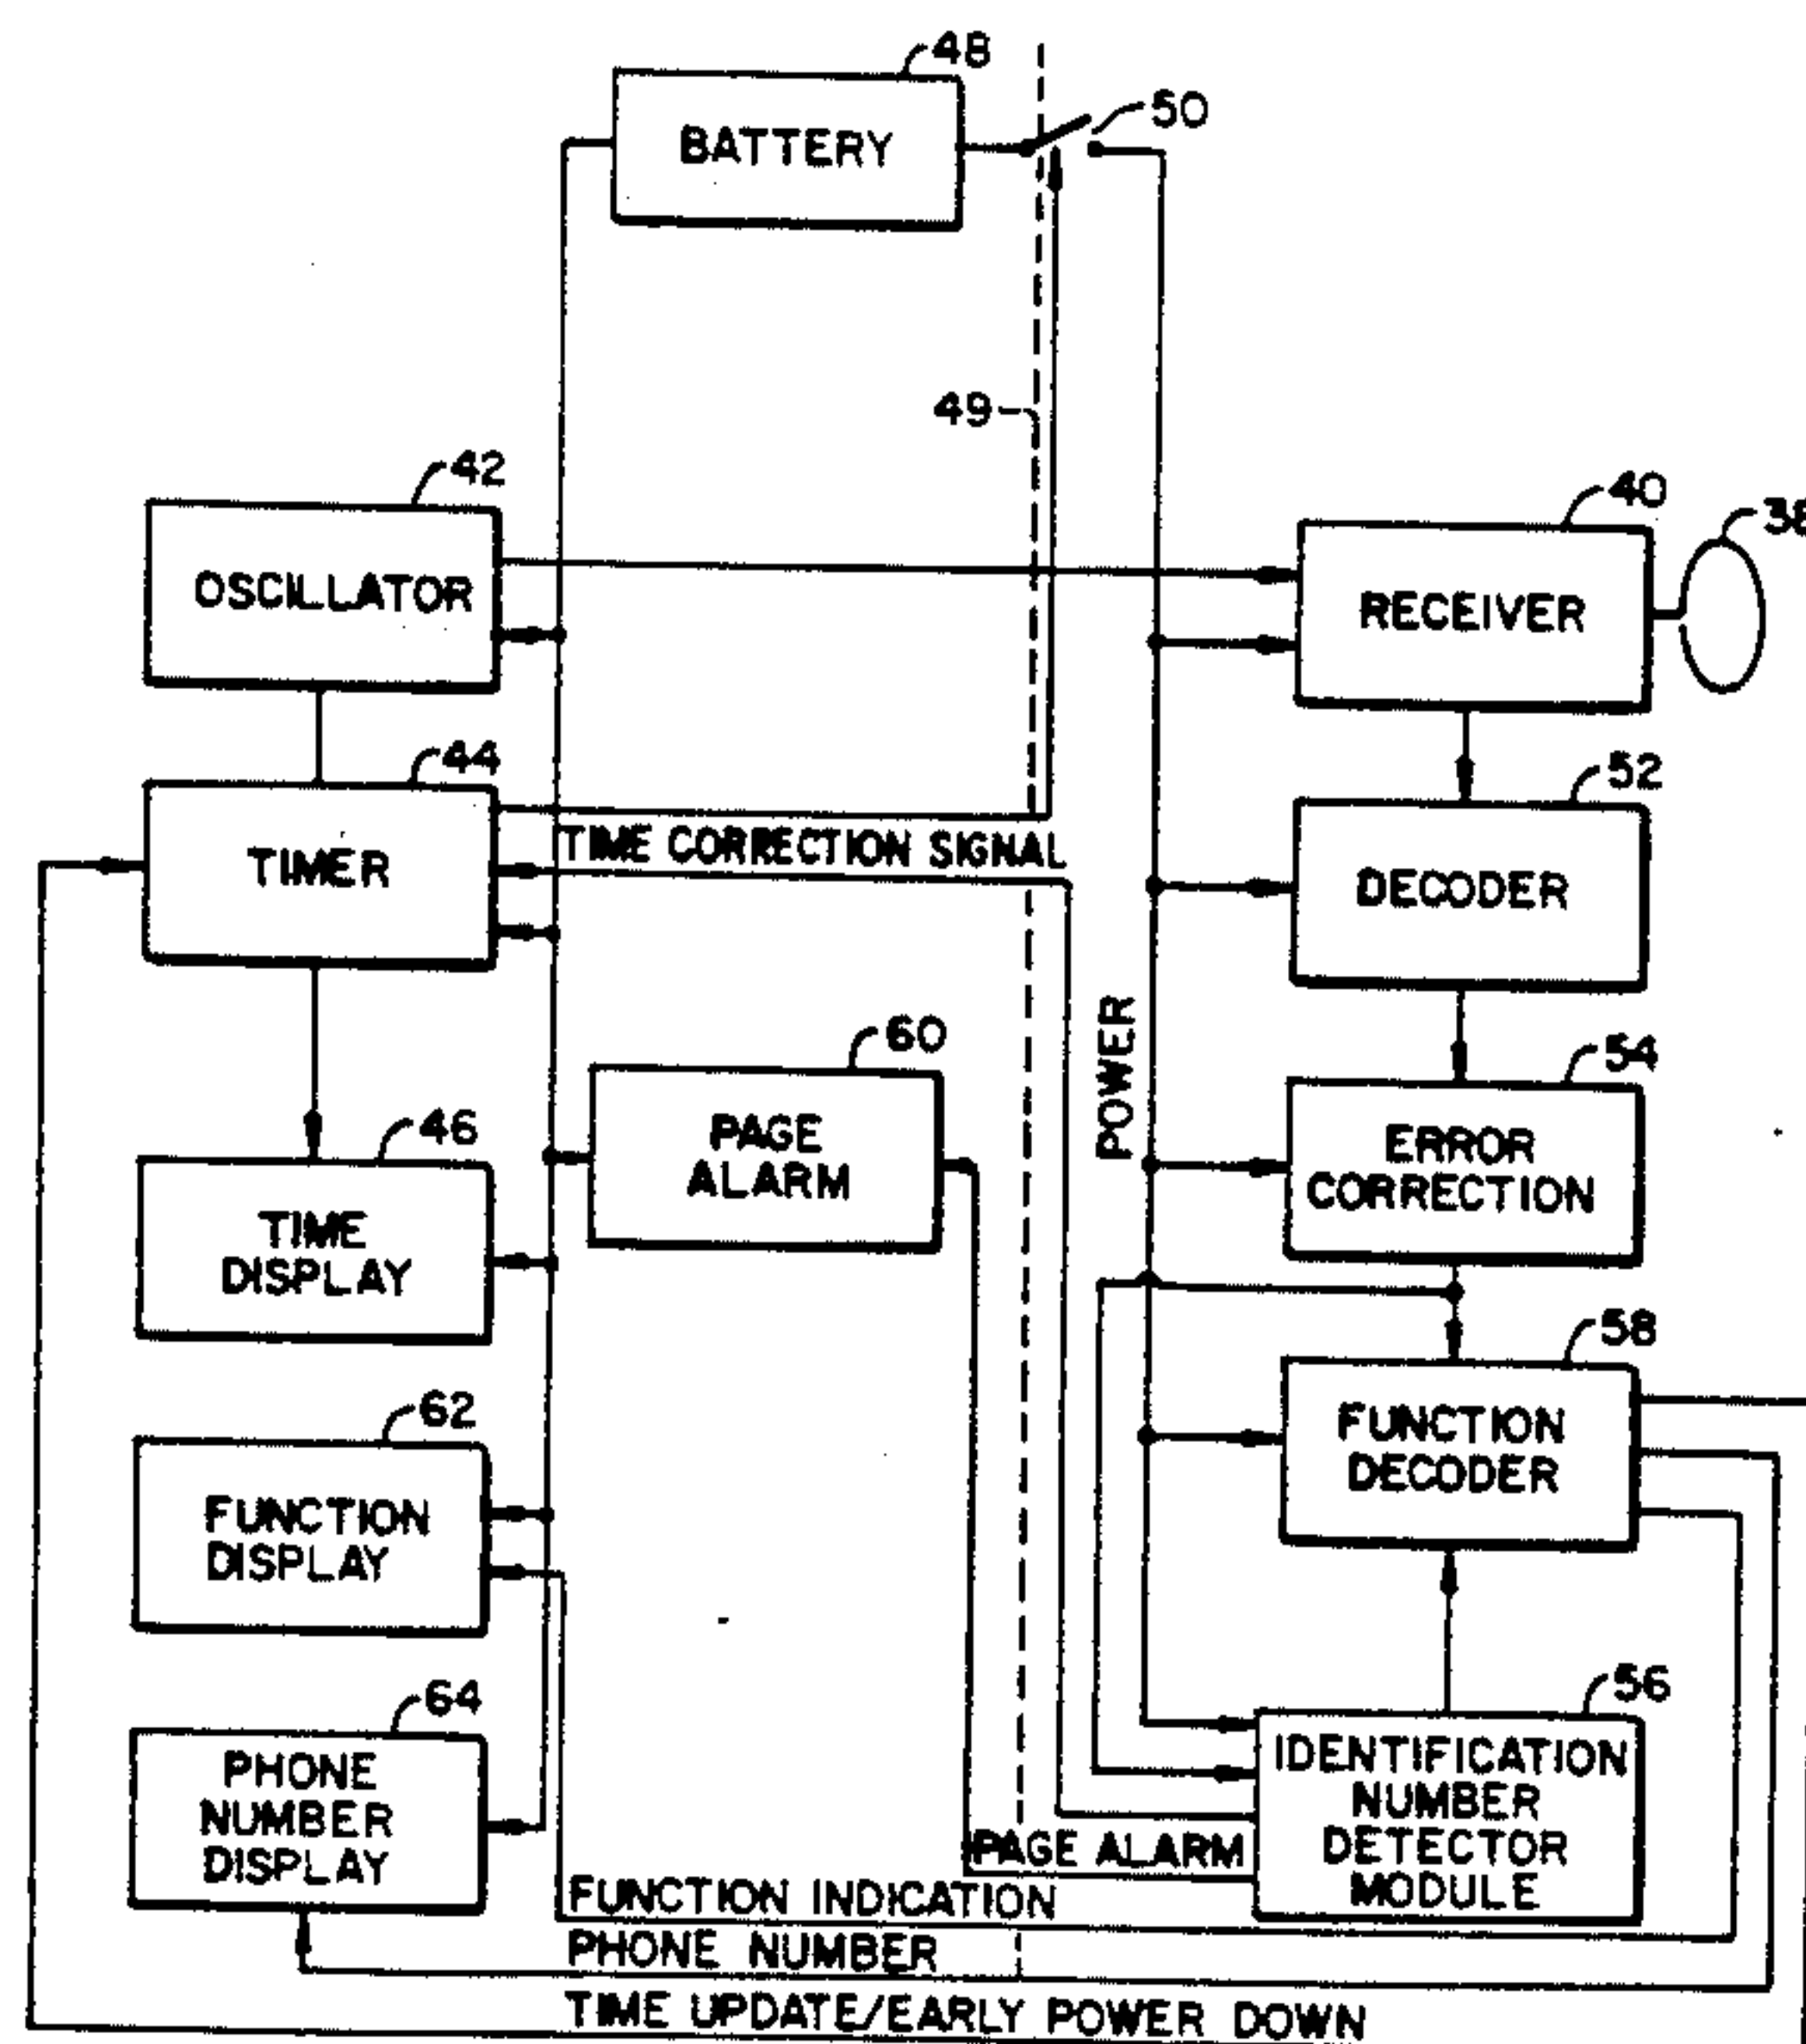 48
BATTERY
50
49
42
OSCILLATOR
40
38
RECEIVER
44
TIMER
TIME CORRECTION SIGNAL
52
DECODER
POWER
60
PAGE
ALARM
54
ERROR
CORRECTION
46
TIME
DISPLAY
58
FUNCTION
DECODER
62
FUNCTION
DISPLAY
64
PHONE
NUMBER
DISPLAY
56
IDENTIFICATION
NUMBER
DETECTOR
MODULE
PAGE ALARM
FUNCTION INDICATION
PHONE NUMBER
TIME UPDATE/EARLY POWER DOWN